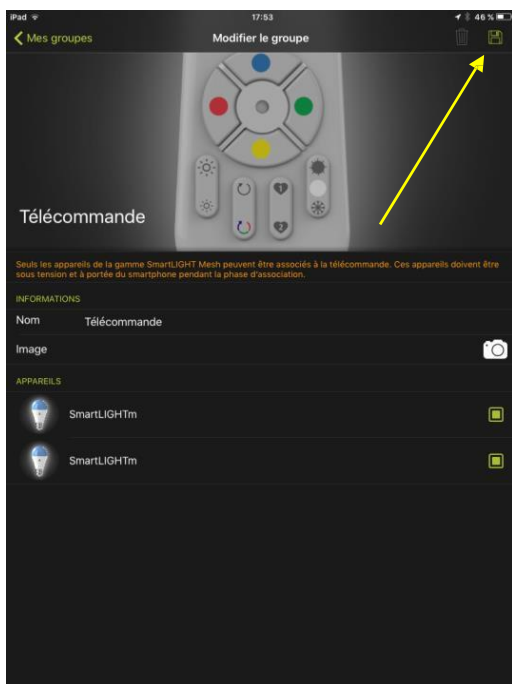 iPad 17:53 46 %
Mes groupes Modifier le groupe
1
2
Télécommande
Seuls les appareils de la gamme SmartLIGHT Mesh peuvent être associés à la télécommande. Ces appareils doivent être
sous tension et à portée du smartphone pendant la phase d'association.
INFORMATIONS
Nom Télécommande
Image
APPAREILS
SmartLIGHTm
SmartLIGHTm